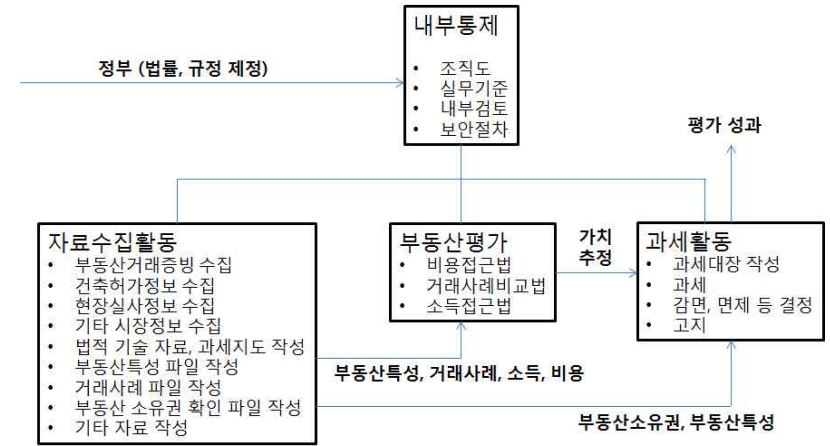 내부통제
• 조직도
• 실무기준
• 내부검토
• 보안절차
정부 (법률, 규정 제정)
평가 성과
자료수집활동
• 부동산거래증빙 수집
• 건축허가정보 수집
• 현장실사정보 수집
• 기타 시장정보 수집
• 법적 기술 자료, 과세지도 작성
• 부동산특성 파일 작성
• 거래사례 파일 작성
• 부동산 소유권 확인 파일 작성
• 기타 자료 작성
부동산평가
• 비용접근법
• 거래사례비교법
• 소득접근법
가치
추정
과세활동
• 과세대장 작성
• 과세
• 감면, 면제 등 결정
• 고지
부동산특성, 거래사례, 소득, 비용
부동산소유권, 부동산특성